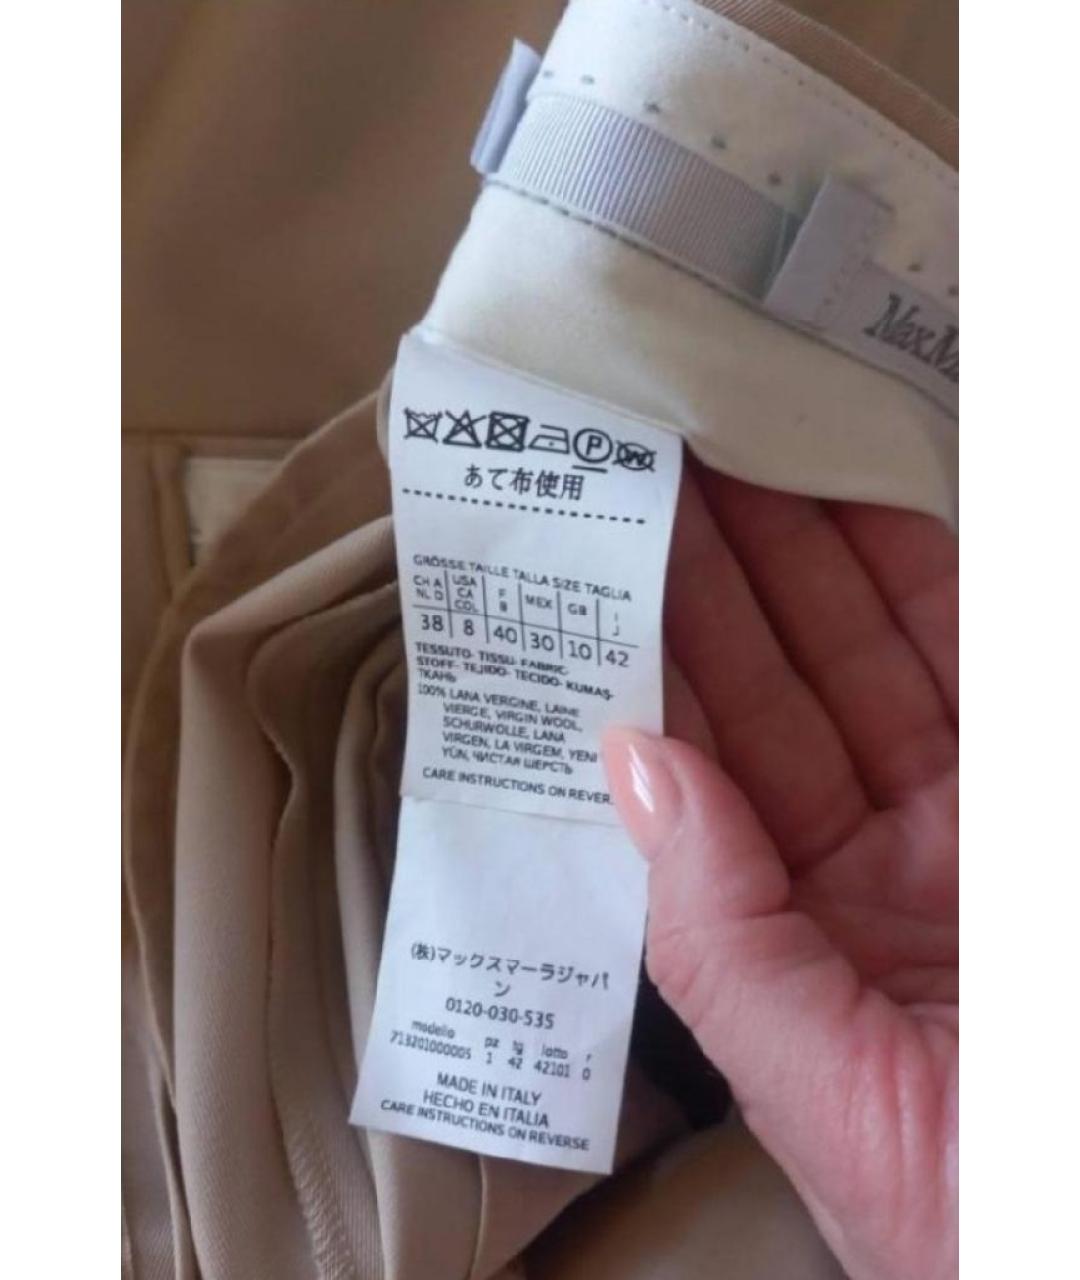 MaxM
P
W
あて布使用
GRÖSSE TAILLE TALLA SIZE TAGLIA
CH A NL D | USA CA COL | F B | MEX | GB | I J
38 | 8 | 40 | 30 | 10 | 42
TESSUTO- TISSU- FABRIC-
STOFF- TEJIDO- TECIDO- KUMAŞ-
ТКАНЬ
100% LANA VERGINE, LAINE
VIERGE, VIRGIN WOOL,
SCHURWOLLE, LANA
VIRGEN, LA VIRGEM, YENI
YÜN, ЧИСТАЯ ШЕРСТЬ
CARE INSTRUCTIONS ON REVER
(株)マックスマーラジャパ
ン
0120-030-535
modello pz tg lotto r
713201000005 1 42 42101 0
MADE IN ITALY
HECHO EN ITALIA
CARE INSTRUCTIONS ON REVERSE